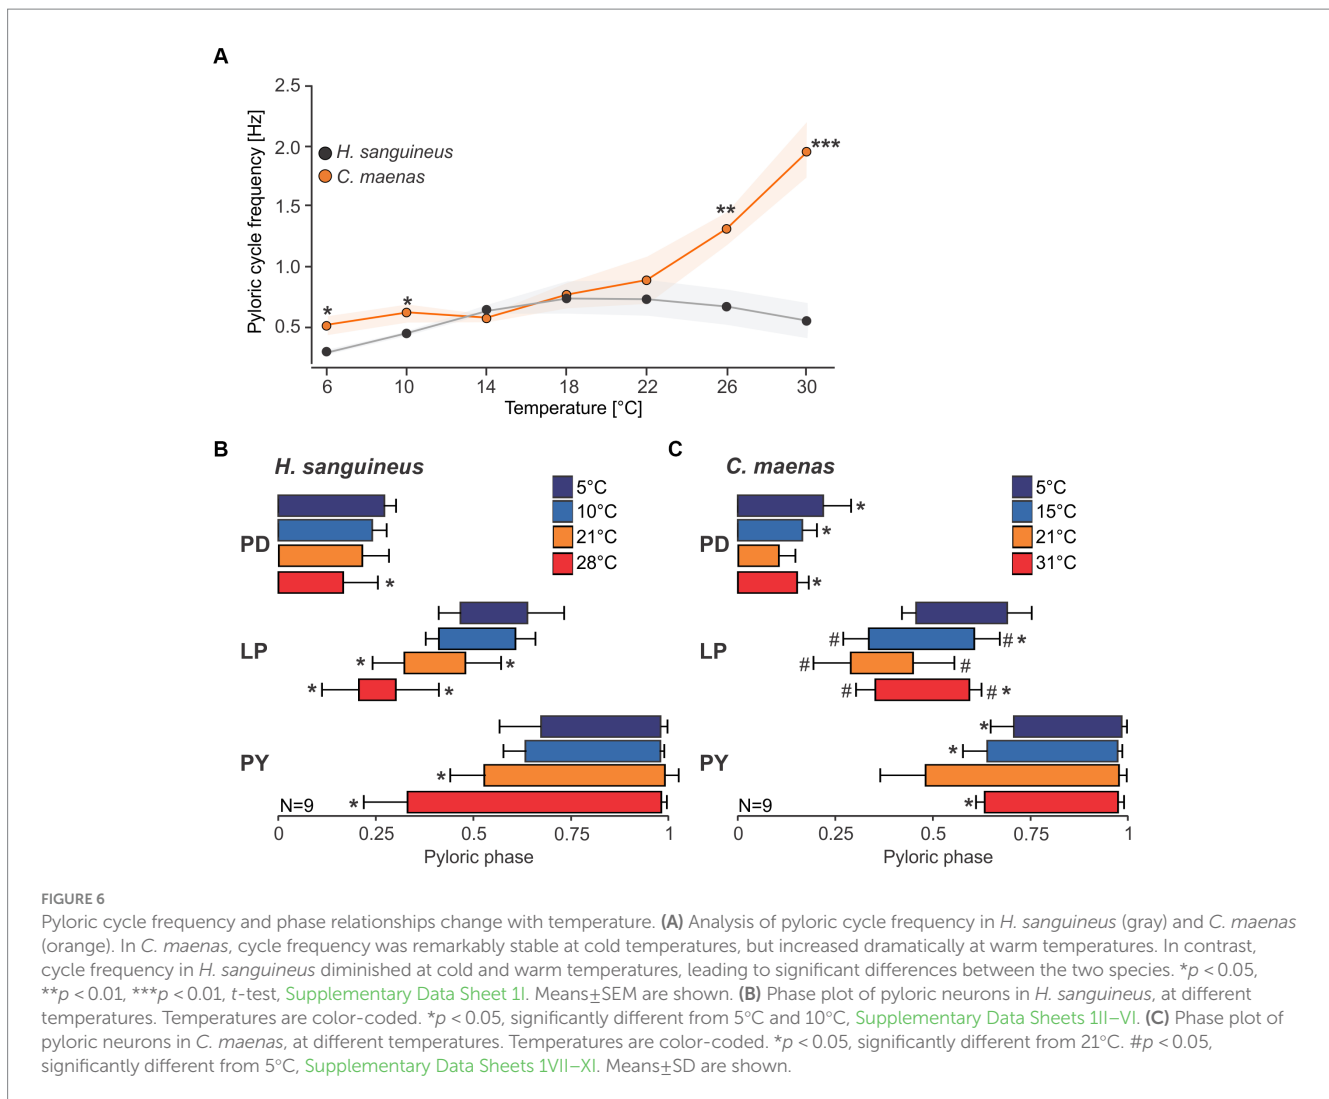 A
2.5
2.0
1.5
1.0
0.5
Pyloric cycle frequency [Hz]
H. sanguineus
C. maenas
*
*
**
***
6 10 14 18 22 26 30
Temperature [°C]
B
H. sanguineus
5°C
10°C
21°C
28°C
PD
*
LP
* *
* *
PY
*
*
N=9
0 0.25 0.5 0.75 1
Pyloric phase
C
C. maenas
5°C
15°C
21°C
31°C
PD
*
*
*
LP
# # *
# #
# # *
PY
*
*
*
N=9
0 0.25 0.5 0.75 1
Pyloric phase
FIGURE 6
Pyloric cycle frequency and phase relationships change with temperature. (A) Analysis of pyloric cycle frequency in H. sanguineus (gray) and C. maenas
(orange). In C. maenas, cycle frequency was remarkably stable at cold temperatures, but increased dramatically at warm temperatures. In contrast,
cycle frequency in H. sanguineus diminished at cold and warm temperatures, leading to significant differences between the two species. *p < 0.05,
**p < 0.01, ***p < 0.01, t-test, Supplementary Data Sheet 1I. Means±SEM are shown. (B) Phase plot of pyloric neurons in H. sanguineus, at different
temperatures. Temperatures are color-coded. *p < 0.05, significantly different from 5°C and 10°C, Supplementary Data Sheets 1II–VI. (C) Phase plot of
pyloric neurons in C. maenas, at different temperatures. Temperatures are color-coded. *p < 0.05, significantly different from 21°C. #p < 0.05,
significantly different from 5°C, Supplementary Data Sheets 1VII–XI. Means±SD are shown.